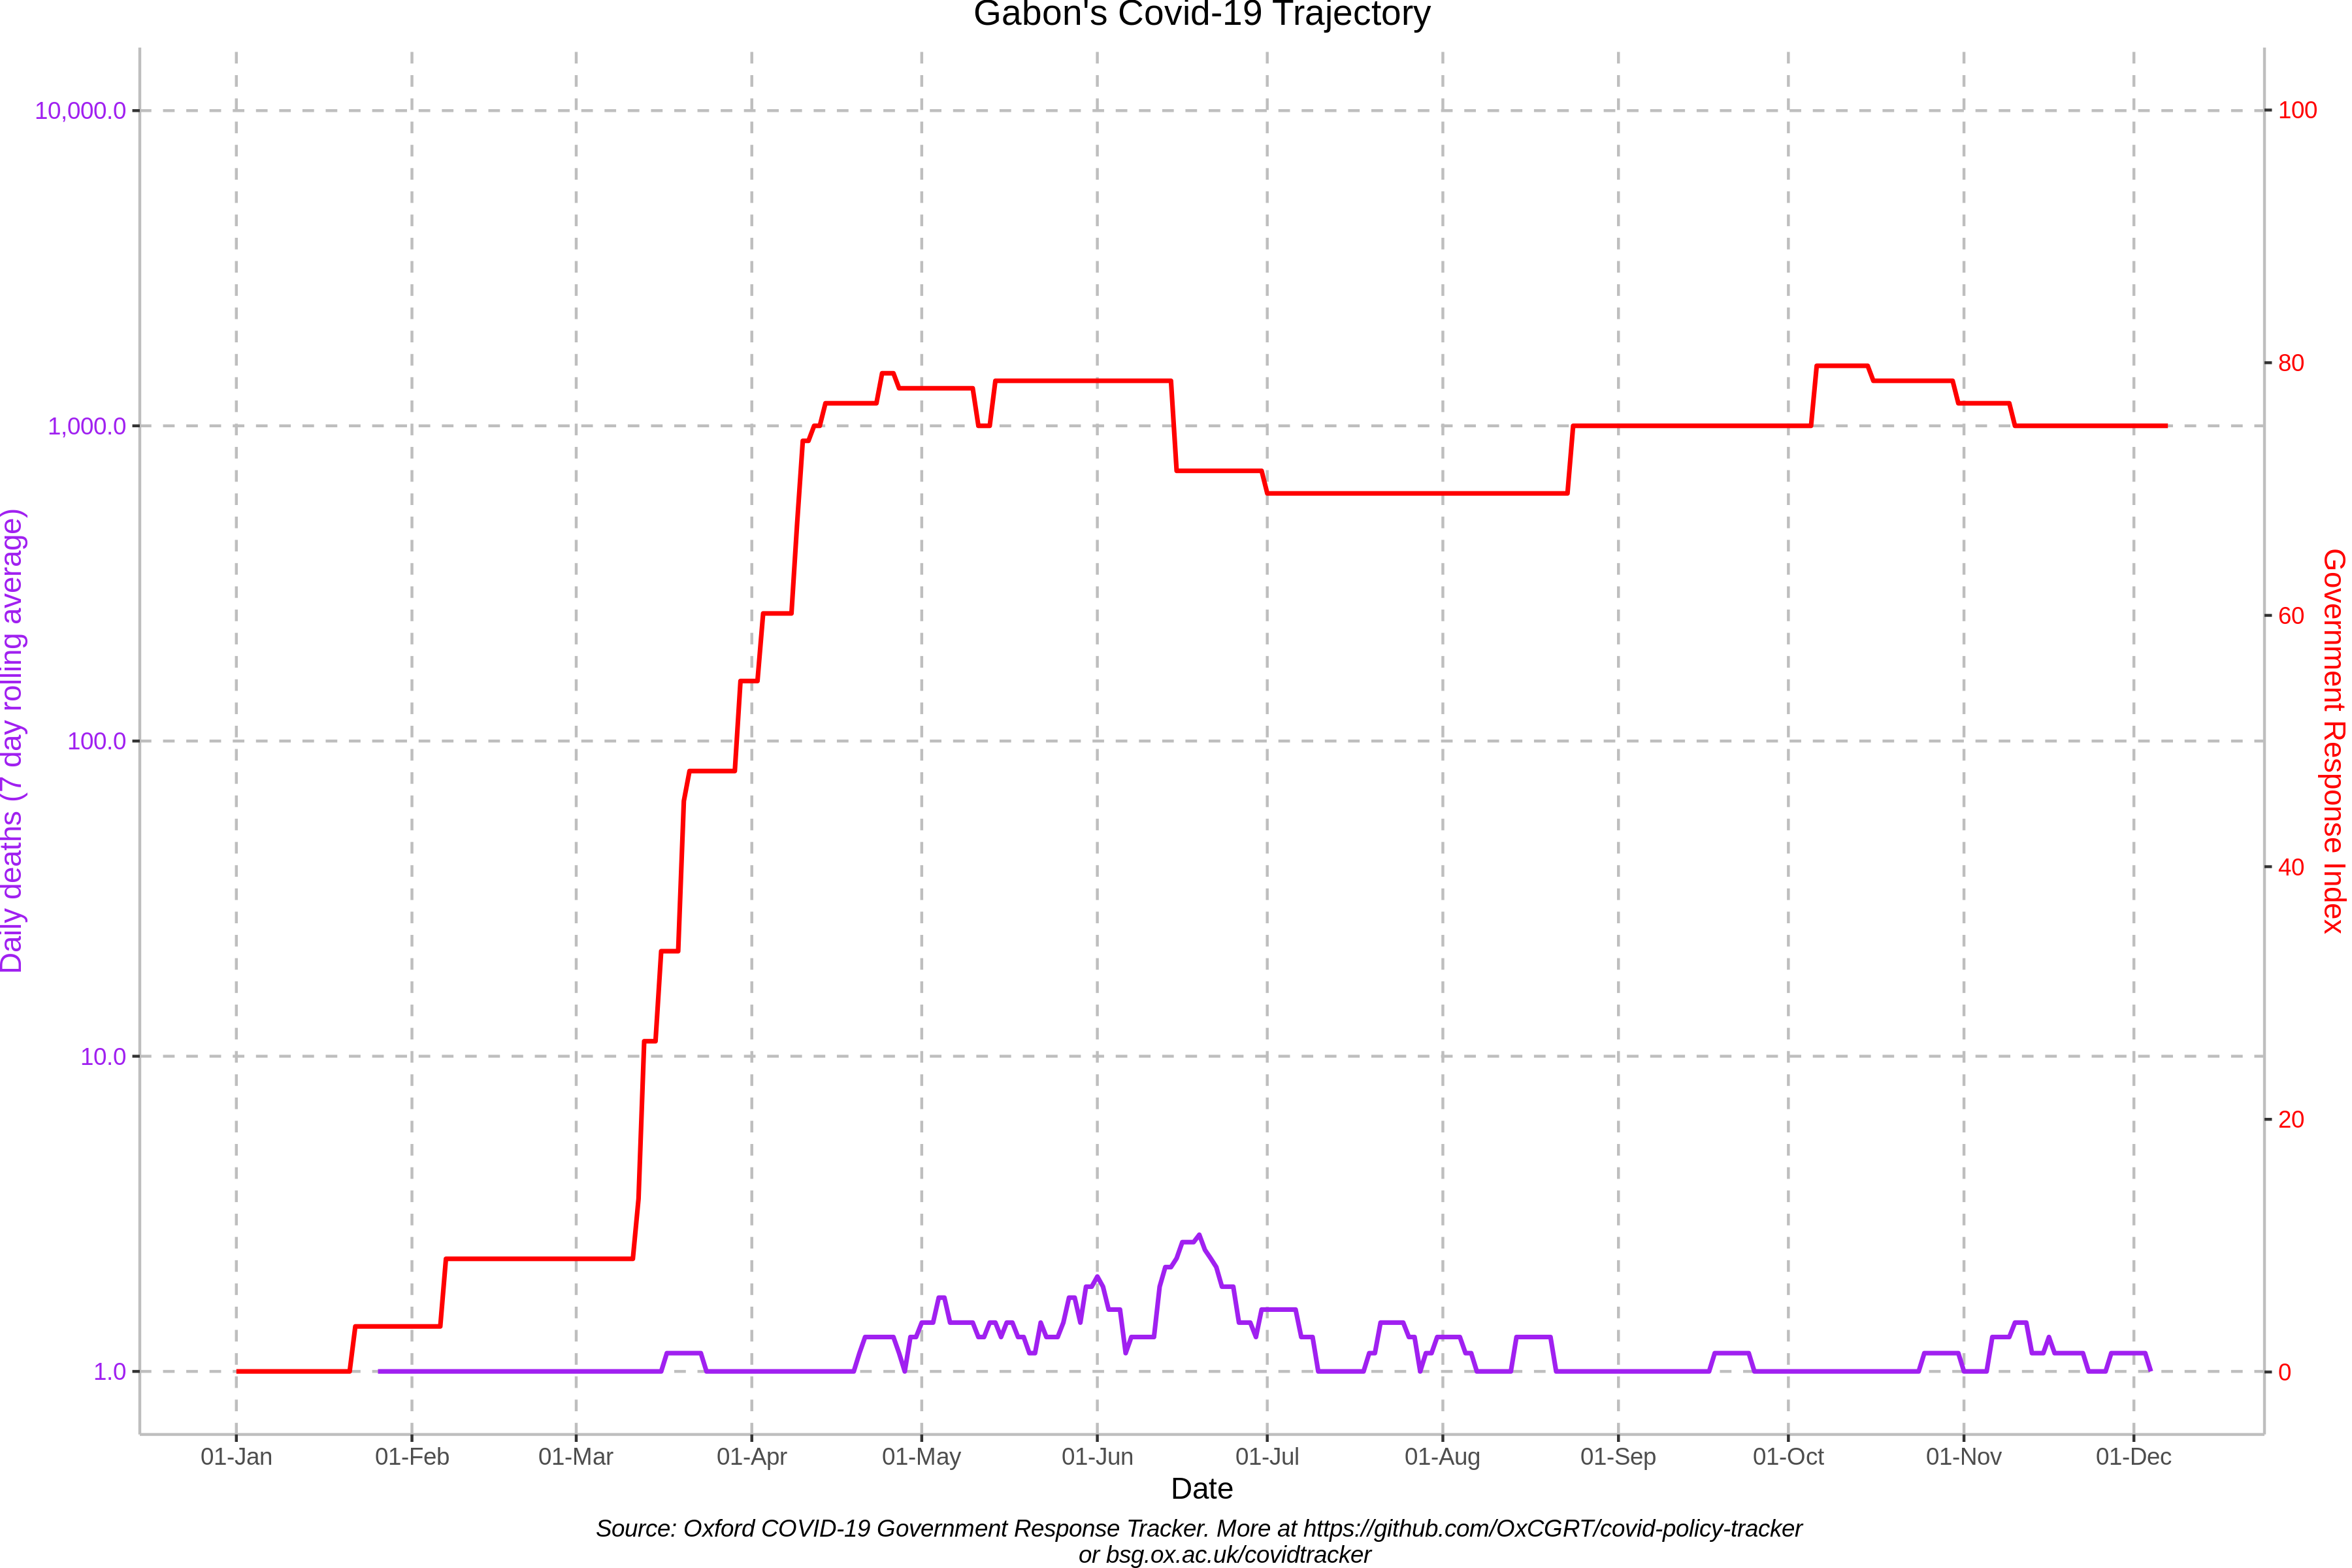 Gabon's Covid-19 Trajectory
10,000.0
1,000.0
100.0
10.0
1.0
Daily deaths (7 day rolling average)
100
80
60
40
20
0
Government Response Index
01-Jan 01-Feb 01-Mar 01-Apr 01-May 01-Jun 01-Jul 01-Aug 01-Sep 01-Oct 01-Nov 01-Dec
Date
Source: Oxford COVID-19 Government Response Tracker. More at https://github.com/OxCGRT/covid-policy-tracker
or bsg.ox.ac.uk/covidtracker